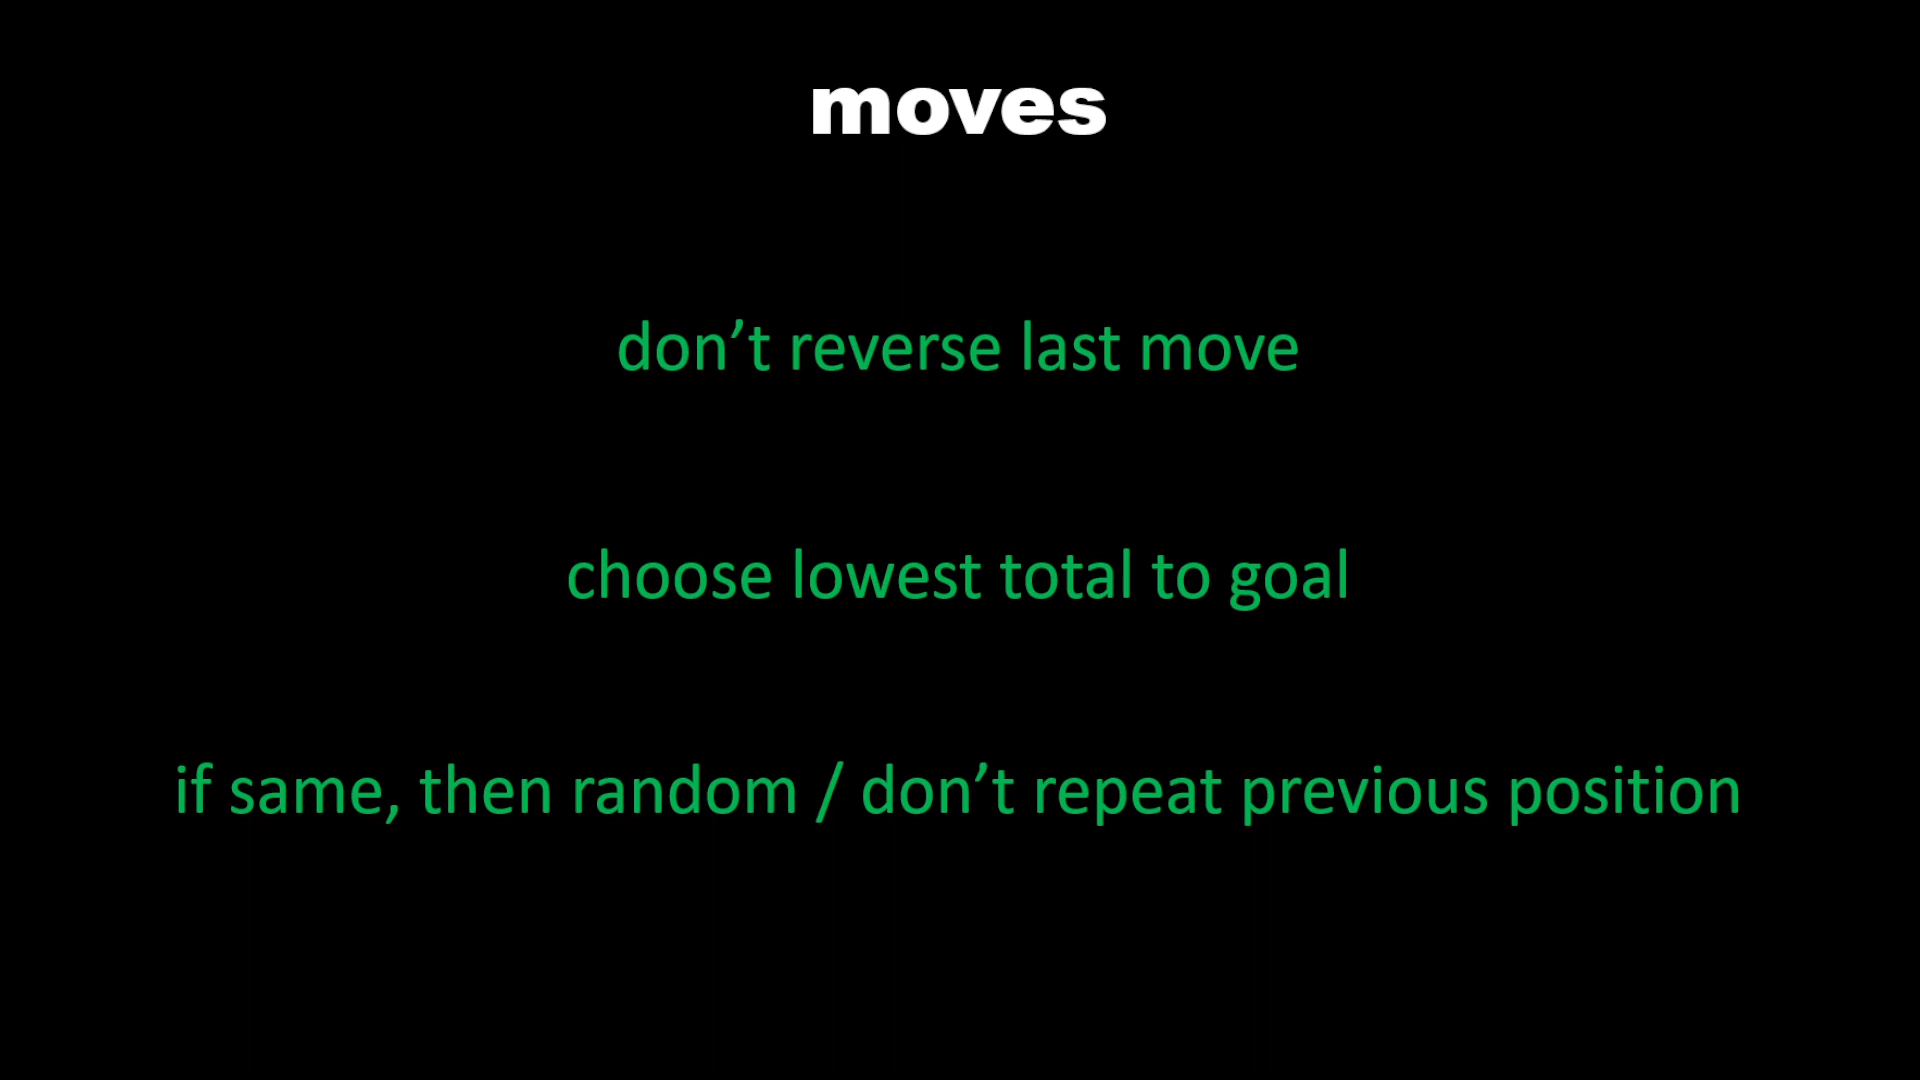 moves
don’t reverse last move
choose lowest total to goal
if same, then random / don’t repeat previous position